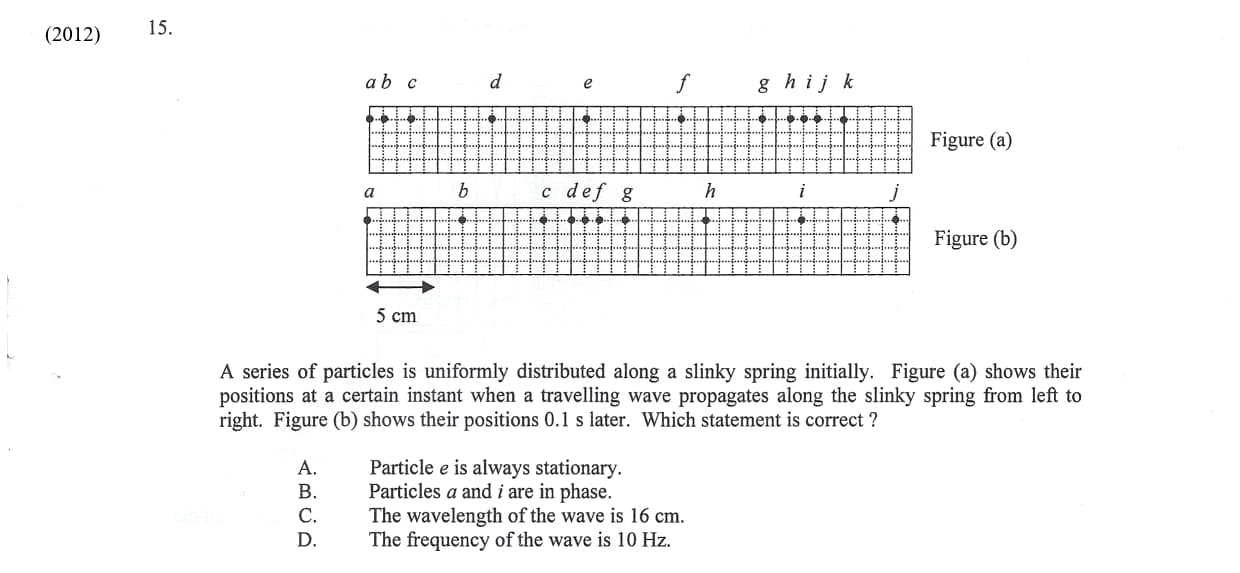 (2012) 15.
a b c d e f g h i j k
Figure (a)
a b c d e f g h i j
Figure (b)
5 cm
A series of particles is uniformly distributed along a slinky spring initially. Figure (a) shows their
positions at a certain instant when a travelling wave propagates along the slinky spring from left to
right. Figure (b) shows their positions 0.1 s later. Which statement is correct ?
A. Particle e is always stationary.
B. Particles a and i are in phase.
C. The wavelength of the wave is 16 cm.
D. The frequency of the wave is 10 Hz.